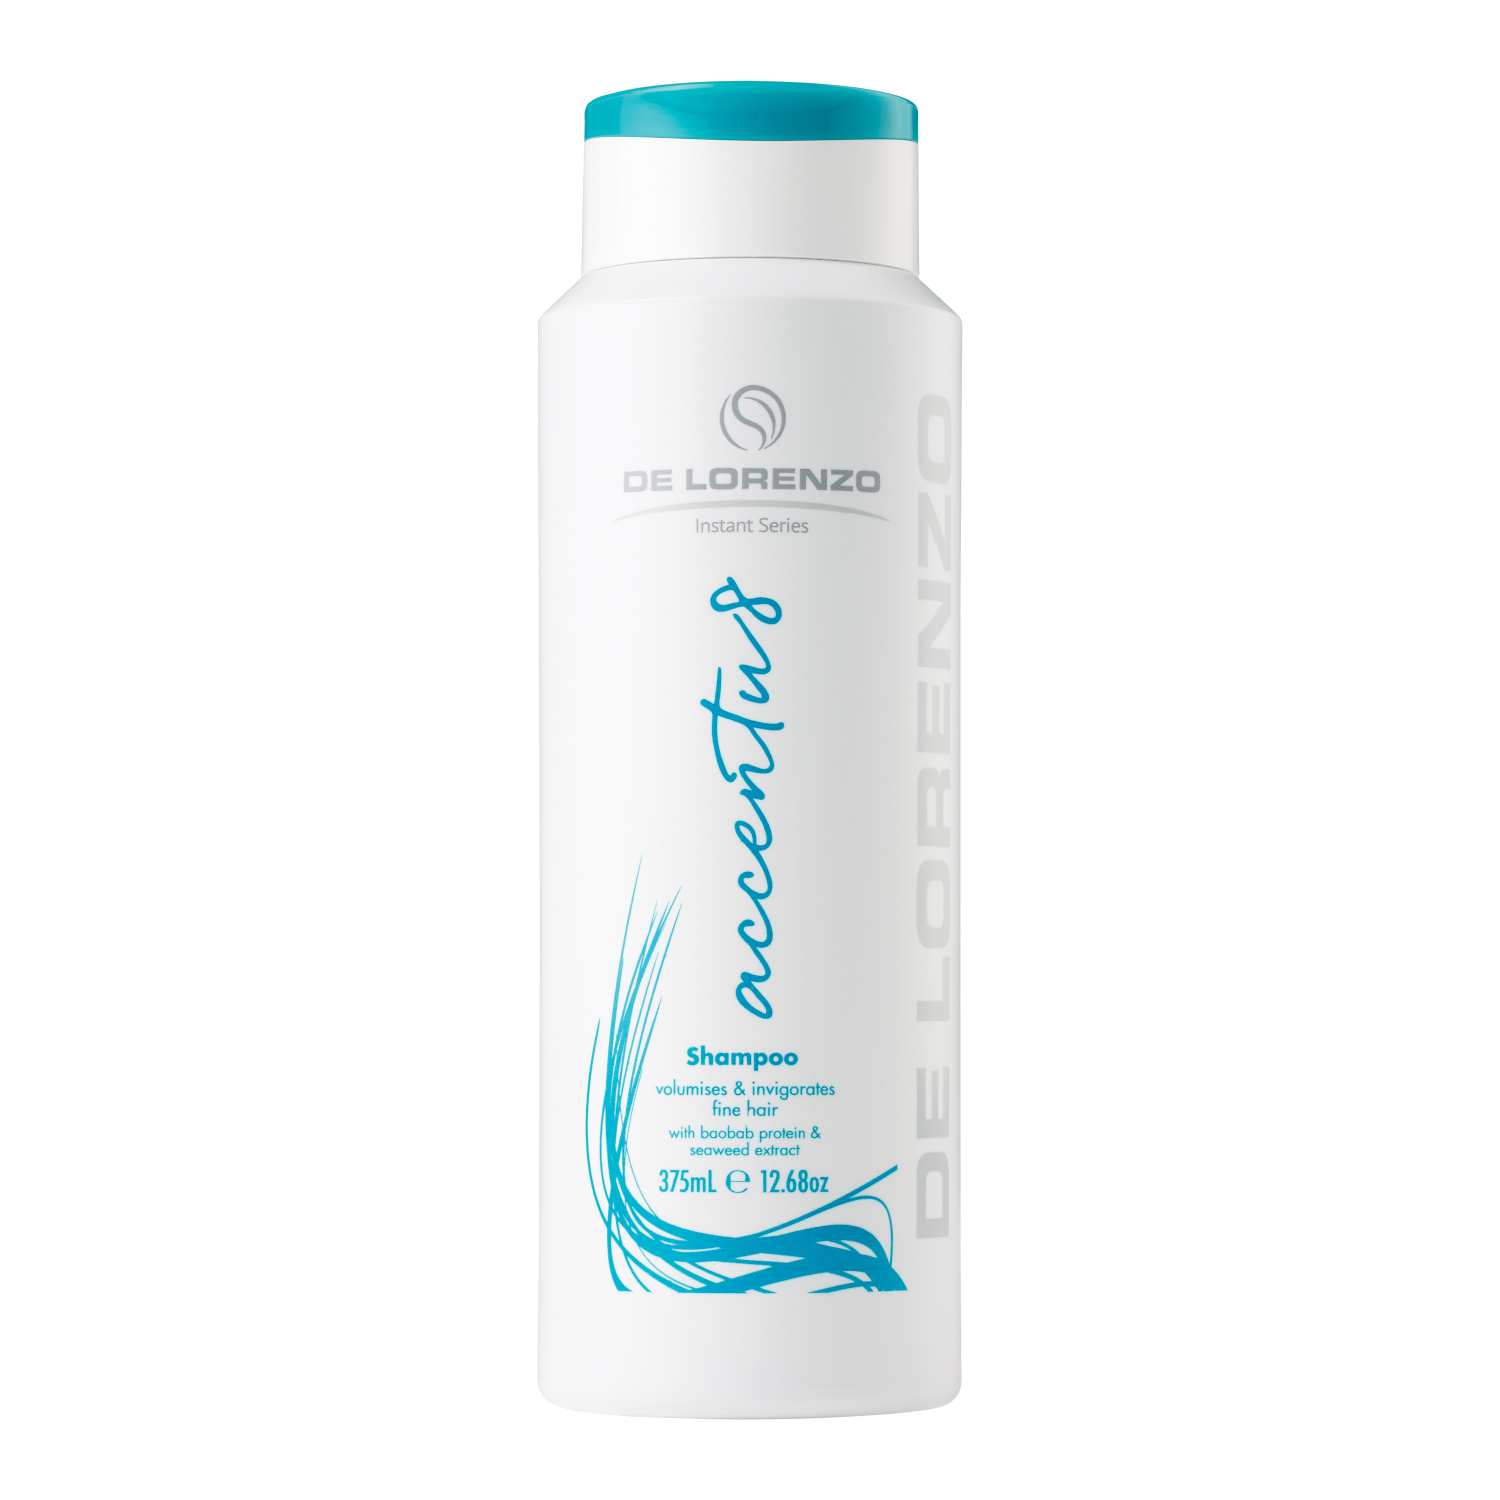 DE LORENZO
Instant Series
accentus
Shampoo
volumises & invigorates
fine hair
with baobab protein &
seaweed extract
375mL ℮ 12.68oz
DE LORENZO